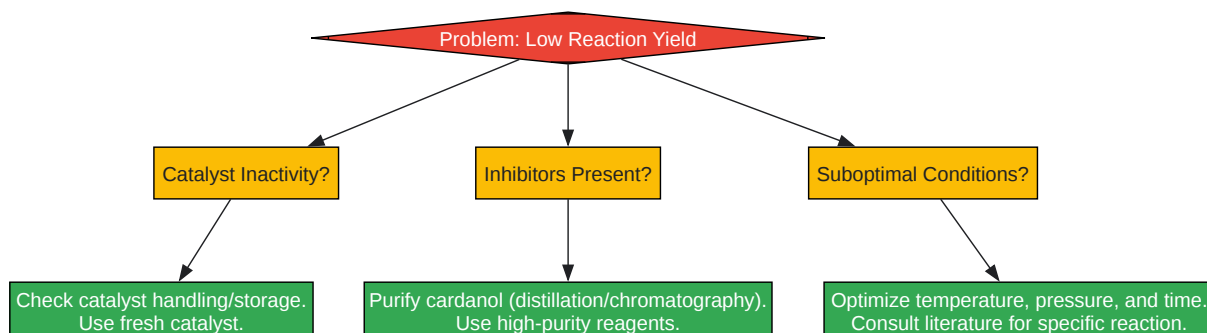 Problem: Low Reaction Yield
Catalyst Inactivity?
Inhibitors Present?
Suboptimal Conditions?
Check catalyst handling/storage.
Use fresh catalyst.
Purify cardanol (distillation/chromatography).
Use high-purity reagents.
Optimize temperature, pressure, and time.
Consult literature for specific reaction.